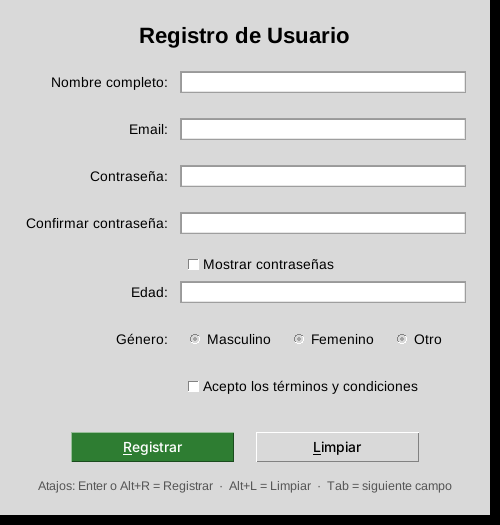 Registro de Usuario
Nombre completo:
Email:
Contraseña:
Confirmar contraseña:
Mostrar contraseñas
Edad:
Género: Masculino Femenino Otro
Acepto los términos y condiciones
Registrar Limpiar
Atajos: Enter o Alt+R = Registrar · Alt+L = Limpiar · Tab = siguiente campo